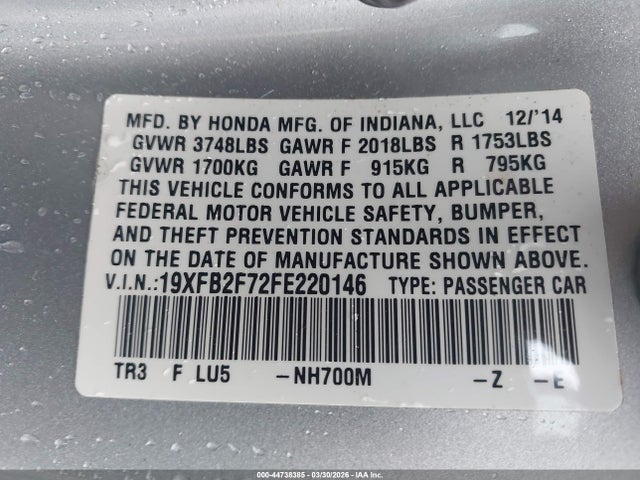 MFD. BY HONDA MFG. OF INDIANA, LLC 12/'14
GVWR 3748LBS GAWR F 2018LBS R 1753LBS
GVWR 1700KG GAWR F 915KG R 795KG
THIS VEHICLE CONFORMS TO ALL APPLICABLE
FEDERAL MOTOR VEHICLE SAFETY, BUMPER,
AND THEFT PREVENTION STANDARDS IN EFFECT
ON THE DATE OF MANUFACTURE SHOWN ABOVE.
V.I.N.:19XFB2F72FE220146 TYPE: PASSENGER CAR
TR3 F LU5 -NH700M -Z -E
000-44738385 | 03/30/2026 - IAA Inc.